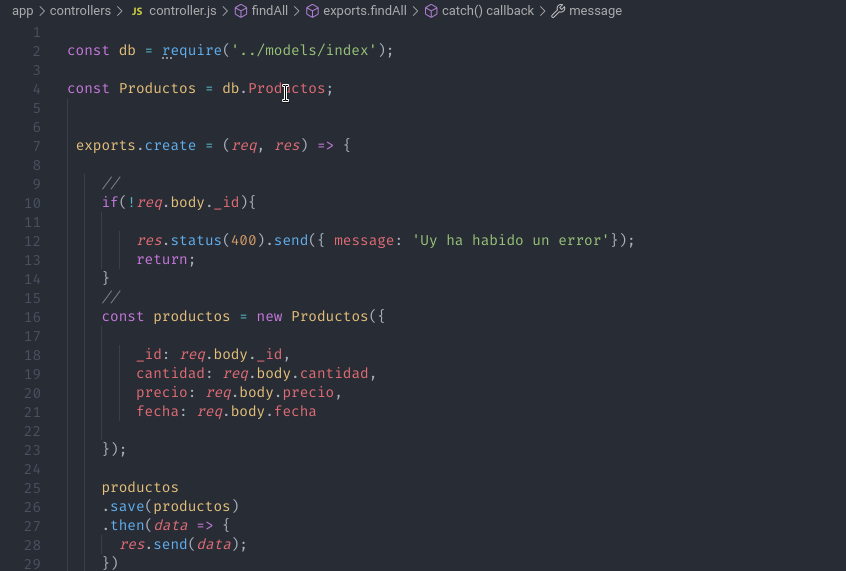 app > controllers > JS controller.js > findAll > exports.findAll > catch() callback > message
1
2 const db = require('../models/index');
3
4 const Productos = db.Productos;
5
6
7 exports.create = (req, res) => {
8
9 //
10 if(!req.body._id){
11
12 res.status(400).send({ message: 'Uy ha habido un error'});
13 return;
14 }
15 //
16 const productos = new Productos({
17
18 _id: req.body._id,
19 cantidad: req.body.cantidad,
20 precio: req.body.precio,
21 fecha: req.body.fecha
22
23 });
24
25 productos
26 .save(productos)
27 .then(data => {
28 res.send(data);
29 })